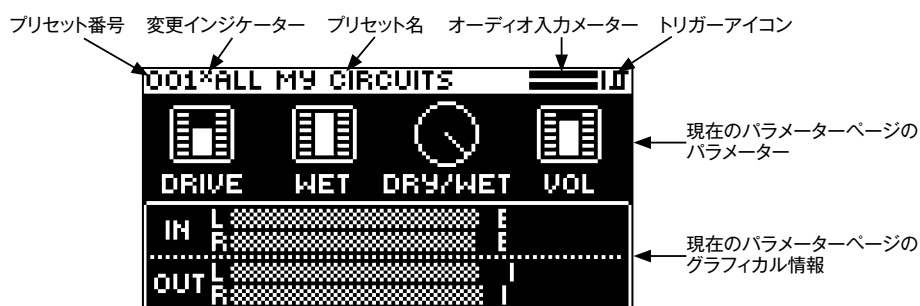 プリセット番号 変更インジケーター プリセット名 オーディオ入力メーター トリガーアイコン
001*ALL MY CIRCUITS
DRIVE WET DRY/WET VOL
現在のパラメーターページの
パラメーター
IN L
R
OUT L
R
現在のパラメーターページの
グラフィカル情報